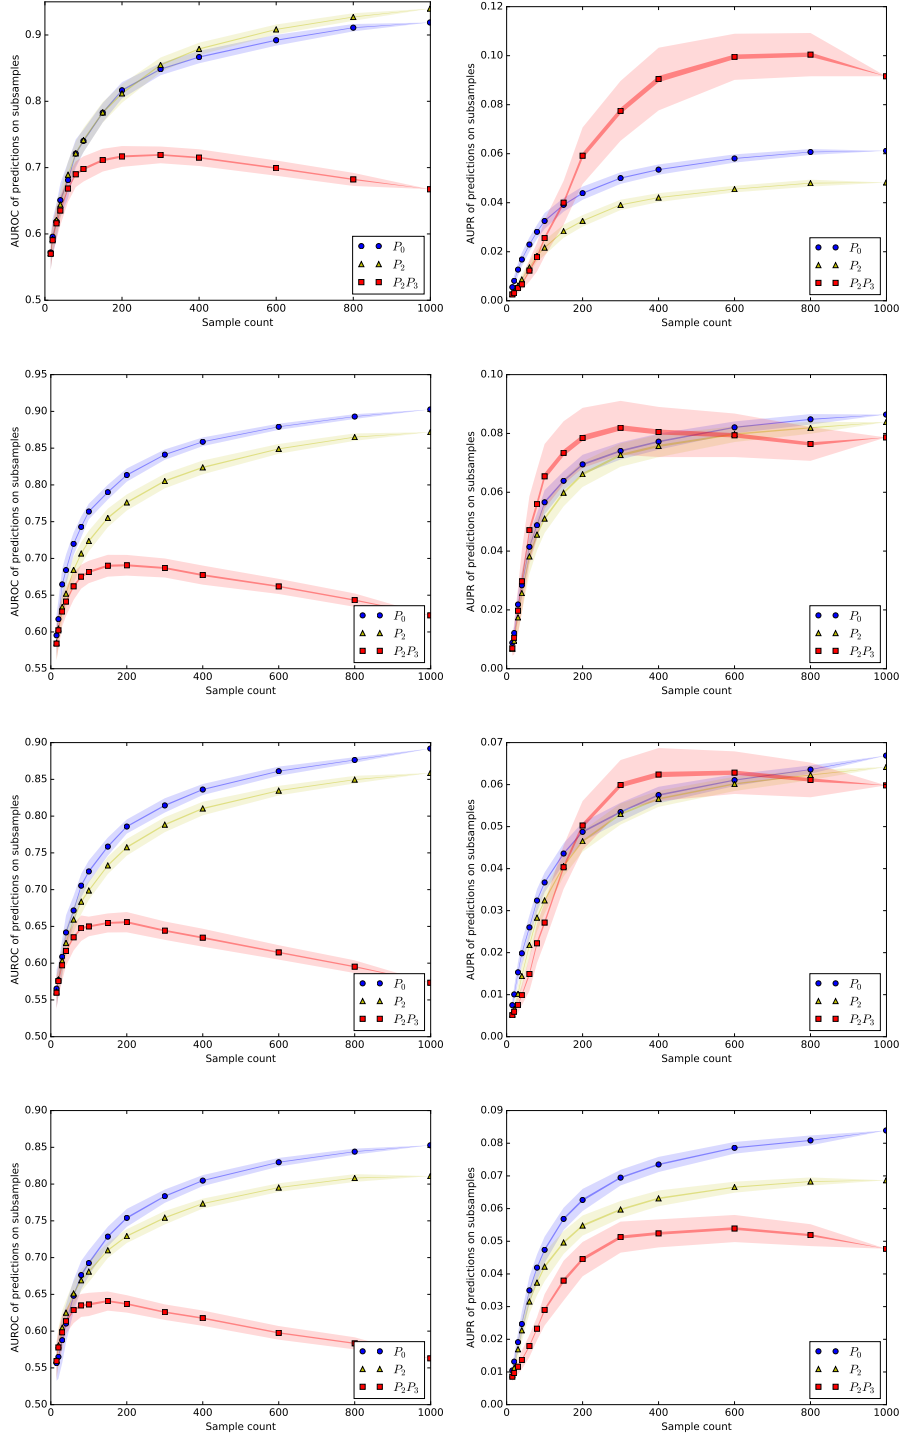 AUROC of predictions on subsamples
0.9
0.8
0.7
0.6
0.5
0 200 400 600 800 1000
Sample count
P0
P2
P2P3
AUPR of predictions on subsamples
0.12
0.10
0.08
0.06
0.04
0.02
0.00
0 200 400 600 800 1000
Sample count
P0
P2
P2P3
AUROC of predictions on subsamples
0.95
0.90
0.85
0.80
0.75
0.70
0.65
0.60
0.55
0 200 400 600 800 1000
Sample count
P0
P2
P2P3
AUPR of predictions on subsamples
0.10
0.08
0.06
0.04
0.02
0.00
0 200 400 600 800 1000
Sample count
P0
P2
P2P3
AUROC of predictions on subsamples
0.90
0.85
0.80
0.75
0.70
0.65
0.60
0.55
0.50
0 200 400 600 800 1000
Sample count
P0
P2
P2P3
AUPR of predictions on subsamples
0.07
0.06
0.05
0.04
0.03
0.02
0.01
0.00
0 200 400 600 800 1000
Sample count
P0
P2
P2P3
AUROC of predictions on subsamples
0.90
0.85
0.80
0.75
0.70
0.65
0.60
0.55
0.50
0 200 400 600 800 1000
Sample count
P0
P2
P2P3
AUPR of predictions on subsamples
0.09
0.08
0.07
0.06
0.05
0.04
0.03
0.02
0.01
0.00
0 200 400 600 800 1000
Sample count
P0
P2
P2P3